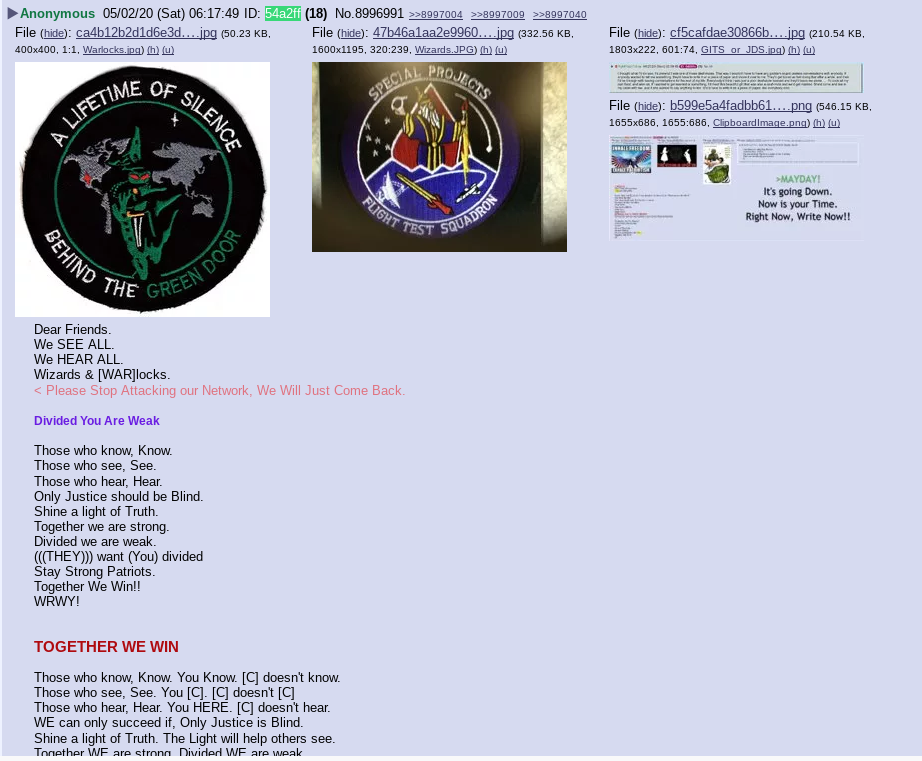 Anonymous 05/02/20 (Sat) 06:17:49 ID: 54a2ff (18) No.8996991 >>8997004 >>8997009 >>8997040
File (hide): ca4b12b2d1d6e3d….jpg (50.23 KB,
400x400, 1:1, Warlocks.jpg) (h) (u)
A LIFETIME OF SILENCE
BEHIND THE GREEN DOOR
File (hide): 47b46a1aa2e9960….jpg (332.56 KB,
1600x1195, 320:239, Wizards.JPG) (h) (u)
SPECIAL PROJECTS
FLIGHT TEST SQUADRON
File (hide): cf5cafdae30866b….jpg (210.54 KB,
1803x222, 601:74, GITS_or_JDS.jpg) (h) (u)
File (hide): b599e5a4fadbb61….png (546.13 KB,
1655x686, 1655:686, ClipboardImage.png) (h) (u)
>MAYDAY!
It's going Down.
Now is your Time.
Right Now, Write Now!!
Dear Friends.
We SEE ALL.
We HEAR ALL.
Wizards & [WAR]locks.
< Please Stop Attacking our Network, We Will Just Come Back.
Divided You Are Weak
Those who know, Know.
Those who see, See.
Those who hear, Hear.
Only Justice should be Blind.
Shine a light of Truth.
Together we are strong.
Divided we are weak.
(((THEY))) want (You) divided
Stay Strong Patriots.
Together We Win!!
WRWY!
TOGETHER WE WIN
Those who know, Know. You Know. [C] doesn't know.
Those who see, See. You [C]. [C] doesn't [C]
Those who hear, Hear. You HERE. [C] doesn't hear.
WE can only succeed if, Only Justice is Blind.
Shine a light of Truth. The Light will help others see.
Together WE are strong. Divided WE are weak.